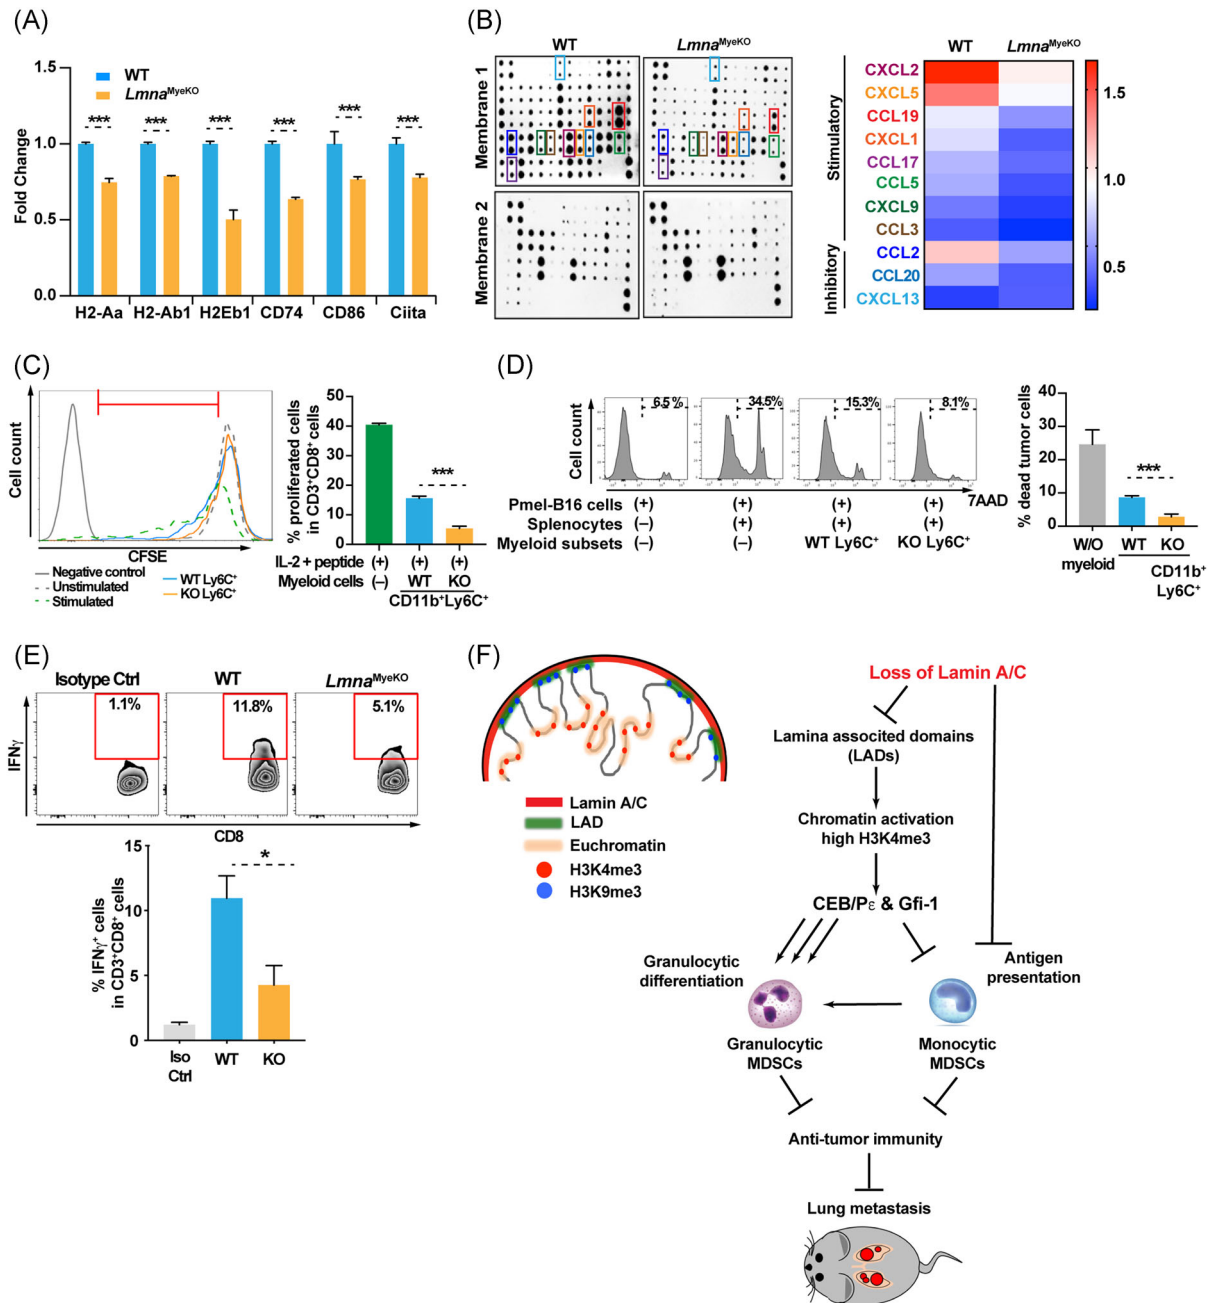 (A)
1.5
1.0
0.5
0.0
Fold Change
WT
Lmna^MyeKO
***
***
***
***
***
***
H2-Aa
H2-Ab1
H2Eb1
CD74
CD86
Ciita
(B)
WT
Lmna^MyeKO
Membrane 1
Membrane 2
WT
Lmna^MyeKO
Stimulatory
CXCL2
CXCL5
CCL19
CXCL1
CCL17
CCL5
CXCL9
CCL3
Inhibitory
CCL2
CCL20
CXCL13
1.5
1.0
0.5
(C)
Cell count
CFSE
Negative control
Unstimulated
Stimulated
WT Ly6C⁺
KO Ly6C⁺
% proliferated cells
in CD3⁺CD8⁺ cells
50
40
30
20
10
0
***
IL-2 + peptide (+) (+) (+)
Myeloid cells (–) WT KO
CD11b⁺Ly6C⁺
(D)
Cell count
6.5 %
34.5%
15.3%
8.1%
7AAD
Pmel-B16 cells (+) (+) (+) (+)
Splenocytes (–) (+) (+) (+)
Myeloid subsets (–) (–) WT Ly6C⁺ KO Ly6C⁺
% dead tumor cells
40
30
20
10
0
***
W/O
myeloid
WT
KO
CD11b⁺
Ly6C⁺
(E)
Isotype Ctrl
WT
Lmna^MyeKO
1.1%
11.8%
5.1%
IFNγ
CD8
% IFNγ⁺ cells
in CD3⁺CD8⁺ cells
15
10
5
0
*
Iso
Ctrl
WT
KO
(F)
Lamin A/C
LAD
Euchromatin
H3K4me3
H3K9me3
Loss of Lamin A/C
Lamina associted domains
(LADs)
Chromatin activation
high H3K4me3
CEB/Pε & Gfi-1
Granulocytic
differentiation
Antigen
presentation
Granulocytic
MDSCs
Monocytic
MDSCs
Anti-tumor immunity
Lung metastasis